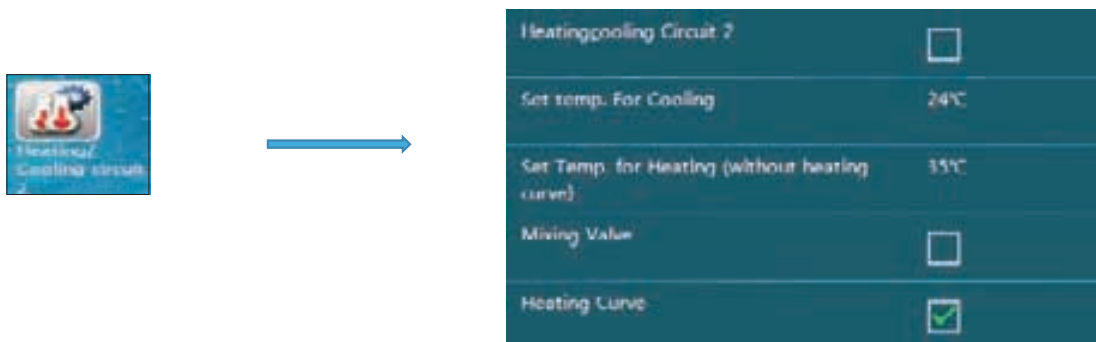 Heating/
Cooling circuit
2
Heatingcooling Circuit 2
Set temp. For Cooling 24℃
Set Temp. for Heating (without heating 35℃
curve)
Mixing Valve
Heating Curve